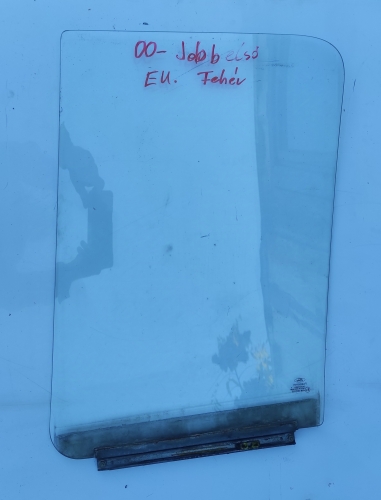 00- Jobb első
EU. Fehér